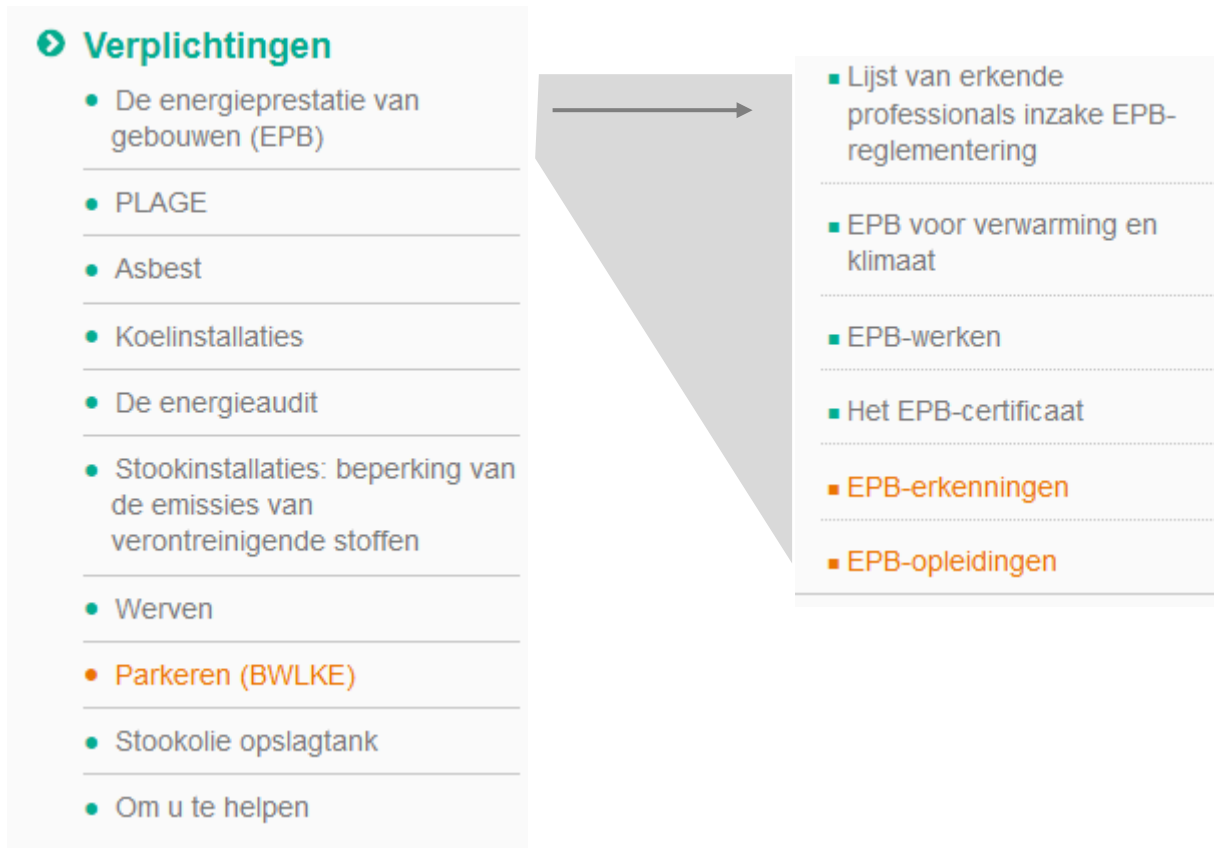 Verplichtingen
De energieprestatie van
gebouwen (EPB)
PLAGE
Asbest
Koelinstallaties
De energieaudit
Stookinstallaties: beperking van
de emissies van
verontreinigende stoffen
Werven
Parkeren (BWLKE)
Stookolie opslagtank
Om u te helpen
Lijst van erkende
professionals inzake EPB-
reglementering
EPB voor verwarming en
klimaat
EPB-werken
Het EPB-certificaat
EPB-erkenningen
EPB-opleidingen